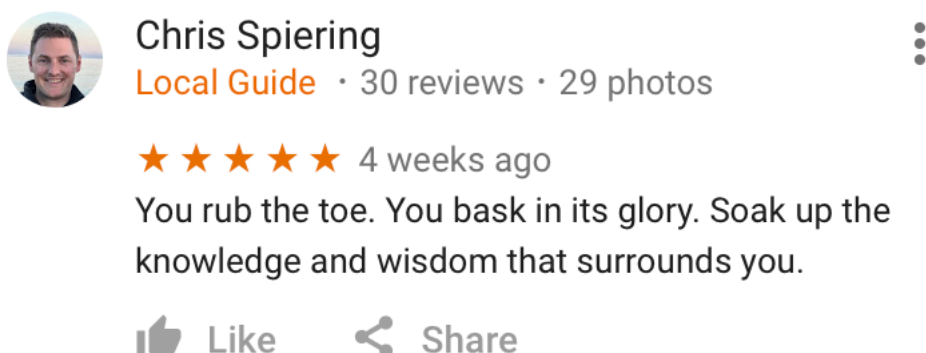 Chris Spiering
Local Guide · 30 reviews · 29 photos
★★★★★ 4 weeks ago
You rub the toe. You bask in its glory. Soak up the
knowledge and wisdom that surrounds you.
Like Share